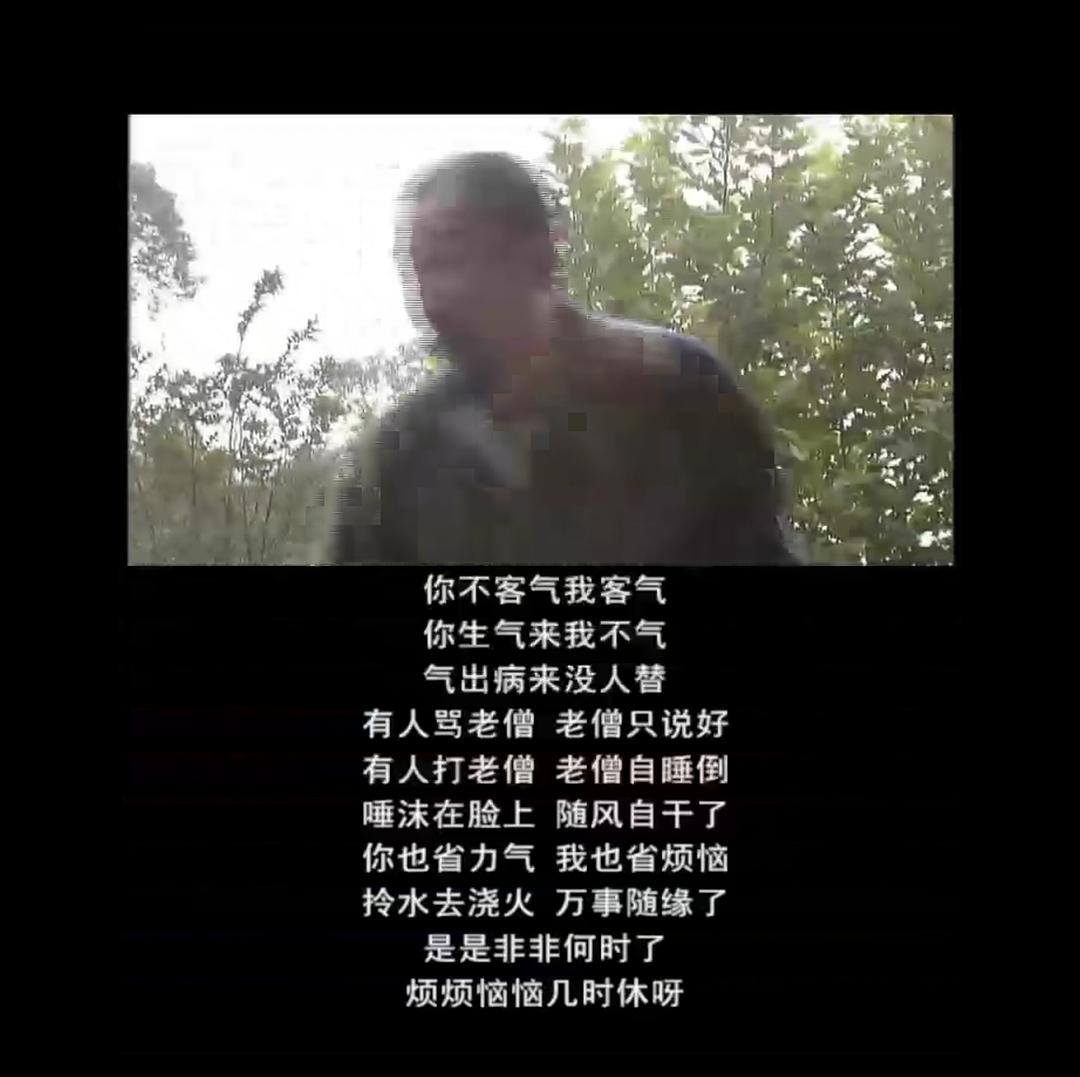 你不客气我客气
你生气来我不气
气出病来没人替
有人骂老僧 老僧只说好
有人打老僧 老僧自睡倒
唾沫在脸上 随风自干了
你也省力气 我也省烦恼
拎水去浇火 万事随缘了
是是非非何时了
烦烦恼恼几时休呀